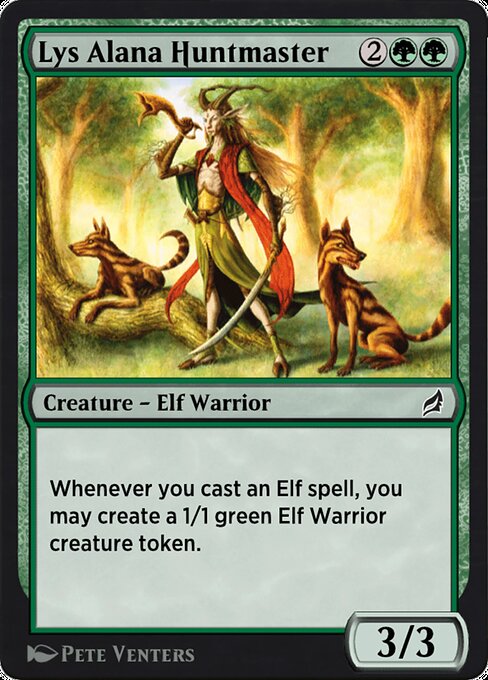 Lys Alana Huntmaster 2
Creature – Elf Warrior
Whenever you cast an Elf spell, you
may create a 1/1 green Elf Warrior
creature token.
3/3
Pete Venters